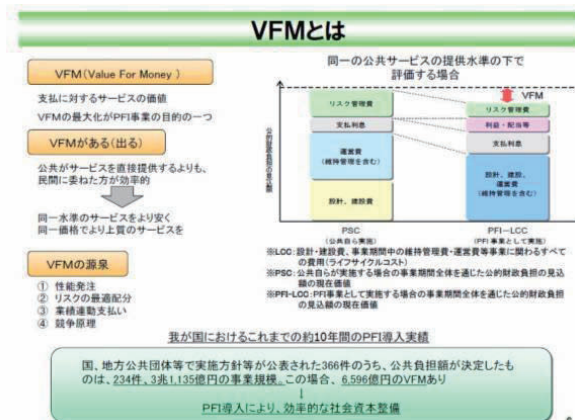 VFMとは
VFM(Value For Money )
支払に対するサービスの価値
VFMの最大化がPFI事業の目的の一つ
VFMがある(出る)
公共がサービスを直接提供するよりも、
民間に委ねた方が効率的
同一水準のサービスをより安く
同一価格でより上質のサービスを
VFMの源泉
① 性能発注
② リスクの最適配分
③ 業績連動支払い
④ 競争原理
同一の公共サービスの提供水準の下で
評価する場合
VFM
公的財政負担の見込額
リスク管理費
支払利息
運営費
(維持管理を含む)
設計、建設費
リスク管理費
利益・配当等
支払利息
設計、建設、
運営費
(維持管理を含む)
PSC
(公共自ら実施)
PFI-LCC
(PFI事業として実施)
※LCC:設計・建設費、事業期間中の維持管理費・運営費等事業に関わるすべて
の費用(ライフサイクルコスト)
※PSC:公共自らが実施する場合の事業期間全体を通じた公的財政負担の見込
額の現在価値
※PFI-LCC:PFI事業として実施する場合の事業期間全体を通じた公的財政負担の
見込額の現在価値
我が国におけるこれまでの約10年間のPFI導入実績
国、地方公共団体等で実施方針等が公表された366件のうち、公共負担額が決定したも
のは、234件、3兆1,135億円の事業規模。この場合、6,596億円のVFMあり
PFI導入により、効率的な社会資本整備